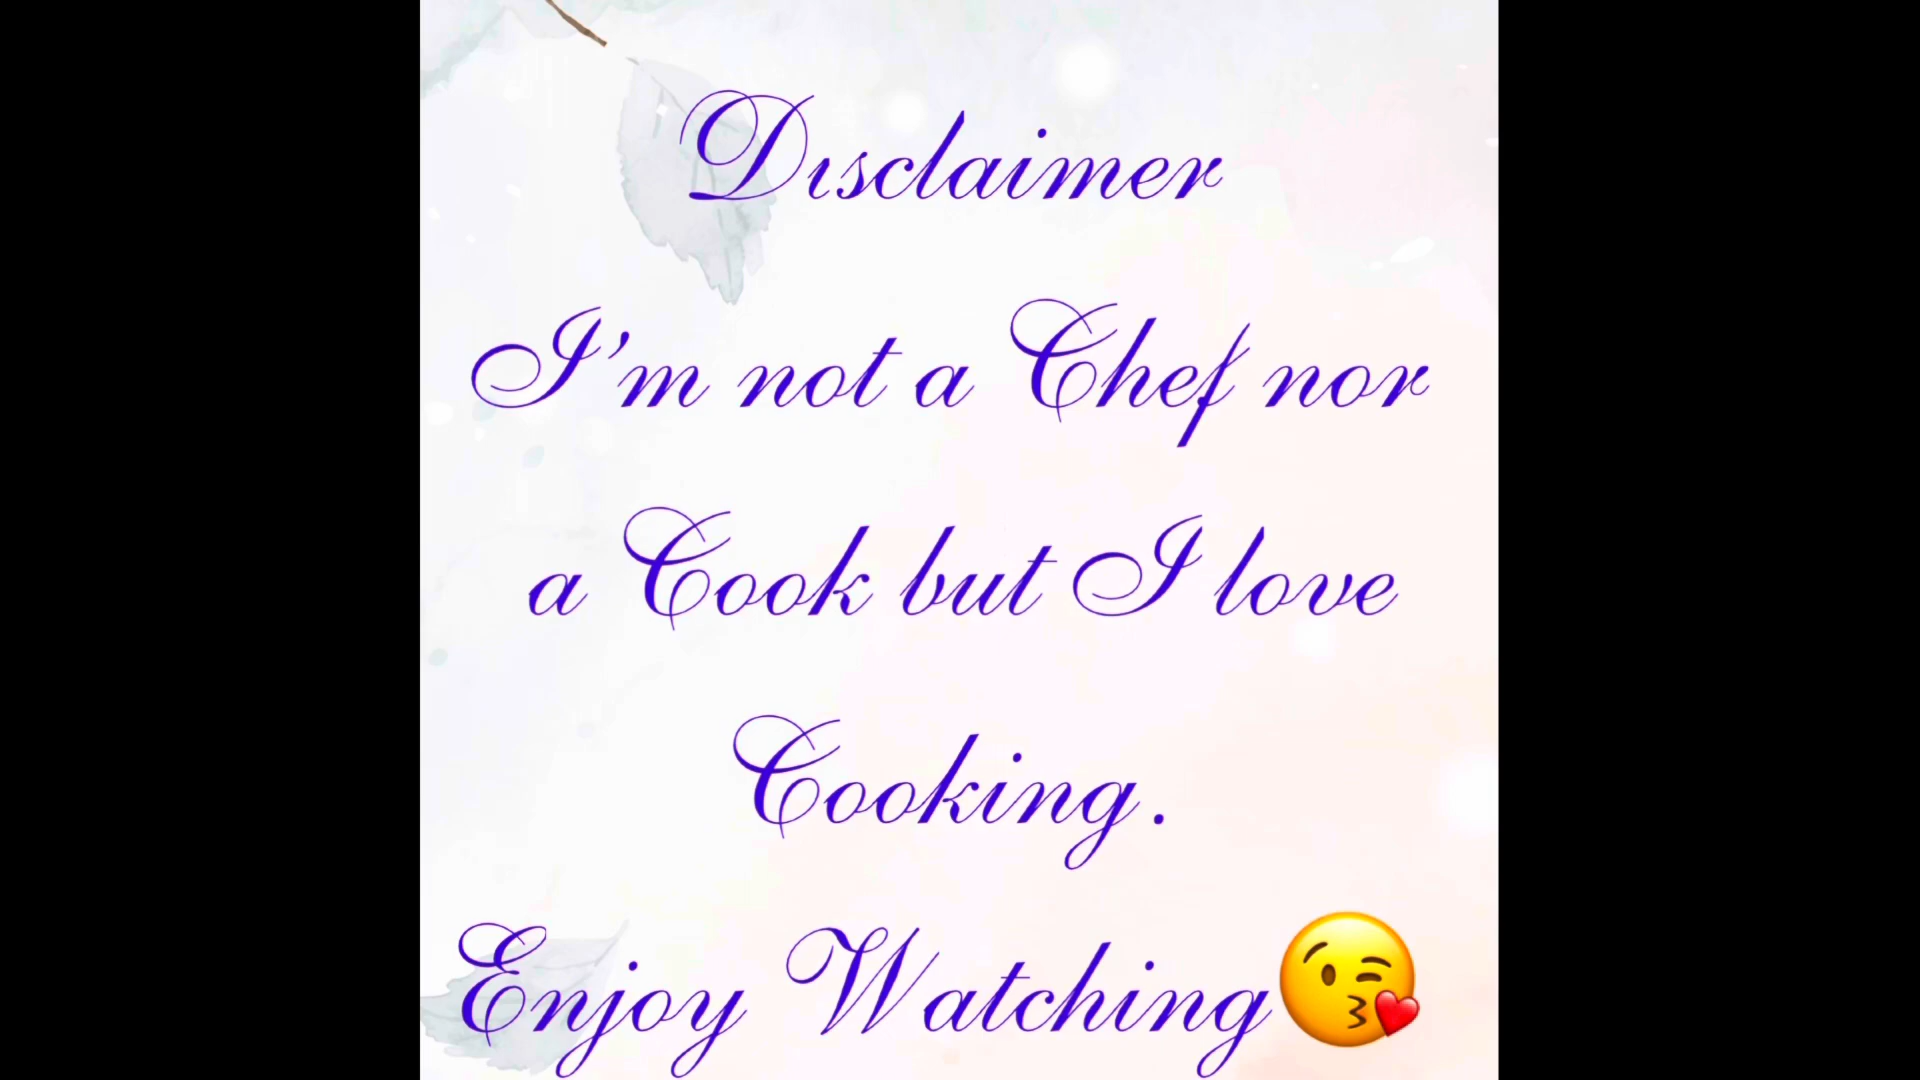 Disclaimer
I'm not a Chef nor
a Cook but I love
Cooking.
Enjoy Watching😘